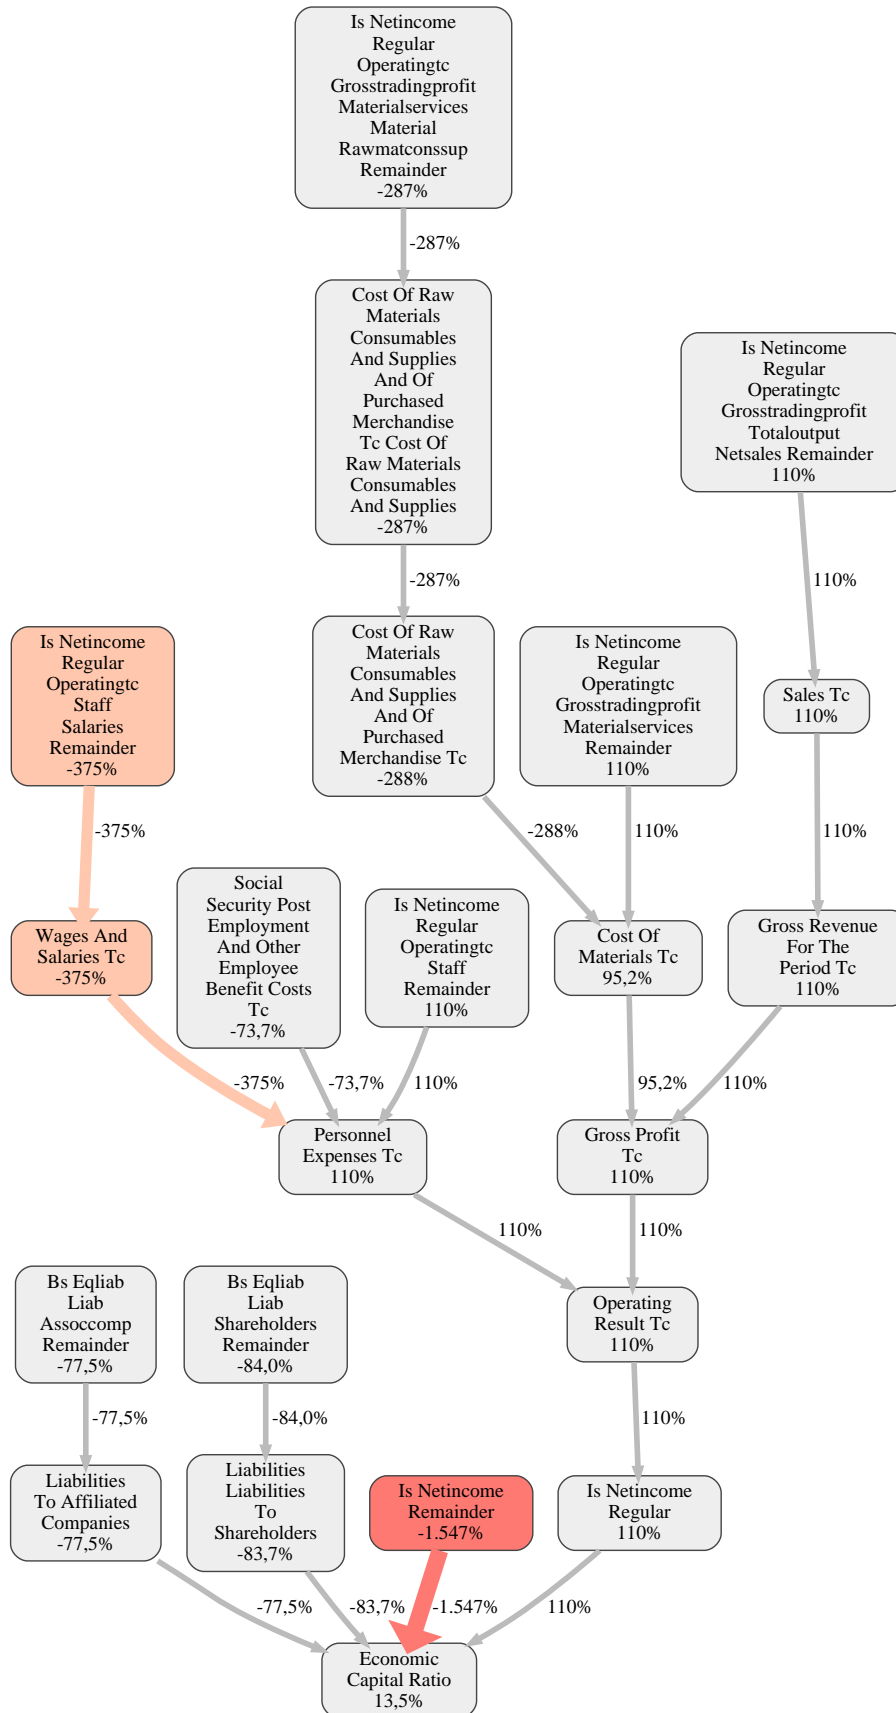 Is Netincome
Regular
Operatingtc
Grosstradingprofit
Materialservices
Material
Rawmatconssup
Remainder
-287%
-287%
Cost Of Raw
Materials
Consumables
And Supplies
And Of
Purchased
Merchandise
Tc Cost Of
Raw Materials
Consumables
And Supplies
-287%
Is Netincome
Regular
Operatingtc
Grosstradingprofit
Totaloutput
Netsales Remainder
110%
-287%
110%
Is Netincome
Regular
Operatingtc
Staff
Salaries
Remainder
-375%
Cost Of Raw
Materials
Consumables
And Supplies
And Of
Purchased
Merchandise Tc
-288%
Is Netincome
Regular
Operatingtc
Grosstradingprofit
Materialservices
Remainder
110%
Sales Tc
110%
-375%
-288%
110%
110%
Wages And
Salaries Tc
-375%
Social
Security Post
Employment
And Other
Employee
Benefit Costs
Tc
-73,7%
Is Netincome
Regular
Operatingtc
Staff
Remainder
110%
Cost Of
Materials Tc
95,2%
Gross Revenue
For The
Period Tc
110%
-375%
-73,7%
110%
95,2%
110%
Personnel
Expenses Tc
110%
Gross Profit
Tc
110%
110%
110%
Bs Eqliab
Liab
Assoccomp
Remainder
-77,5%
Bs Eqliab
Liab
Shareholders
Remainder
-84,0%
Operating
Result Tc
110%
-77,5%
-84,0%
110%
Liabilities
To Affiliated
Companies
-77,5%
Liabilities
Liabilities
To
Shareholders
-83,7%
Is Netincome
Remainder
-1.547%
Is Netincome
Regular
110%
-77,5%
-83,7%
-1.547%
110%
Economic
Capital Ratio
13,5%